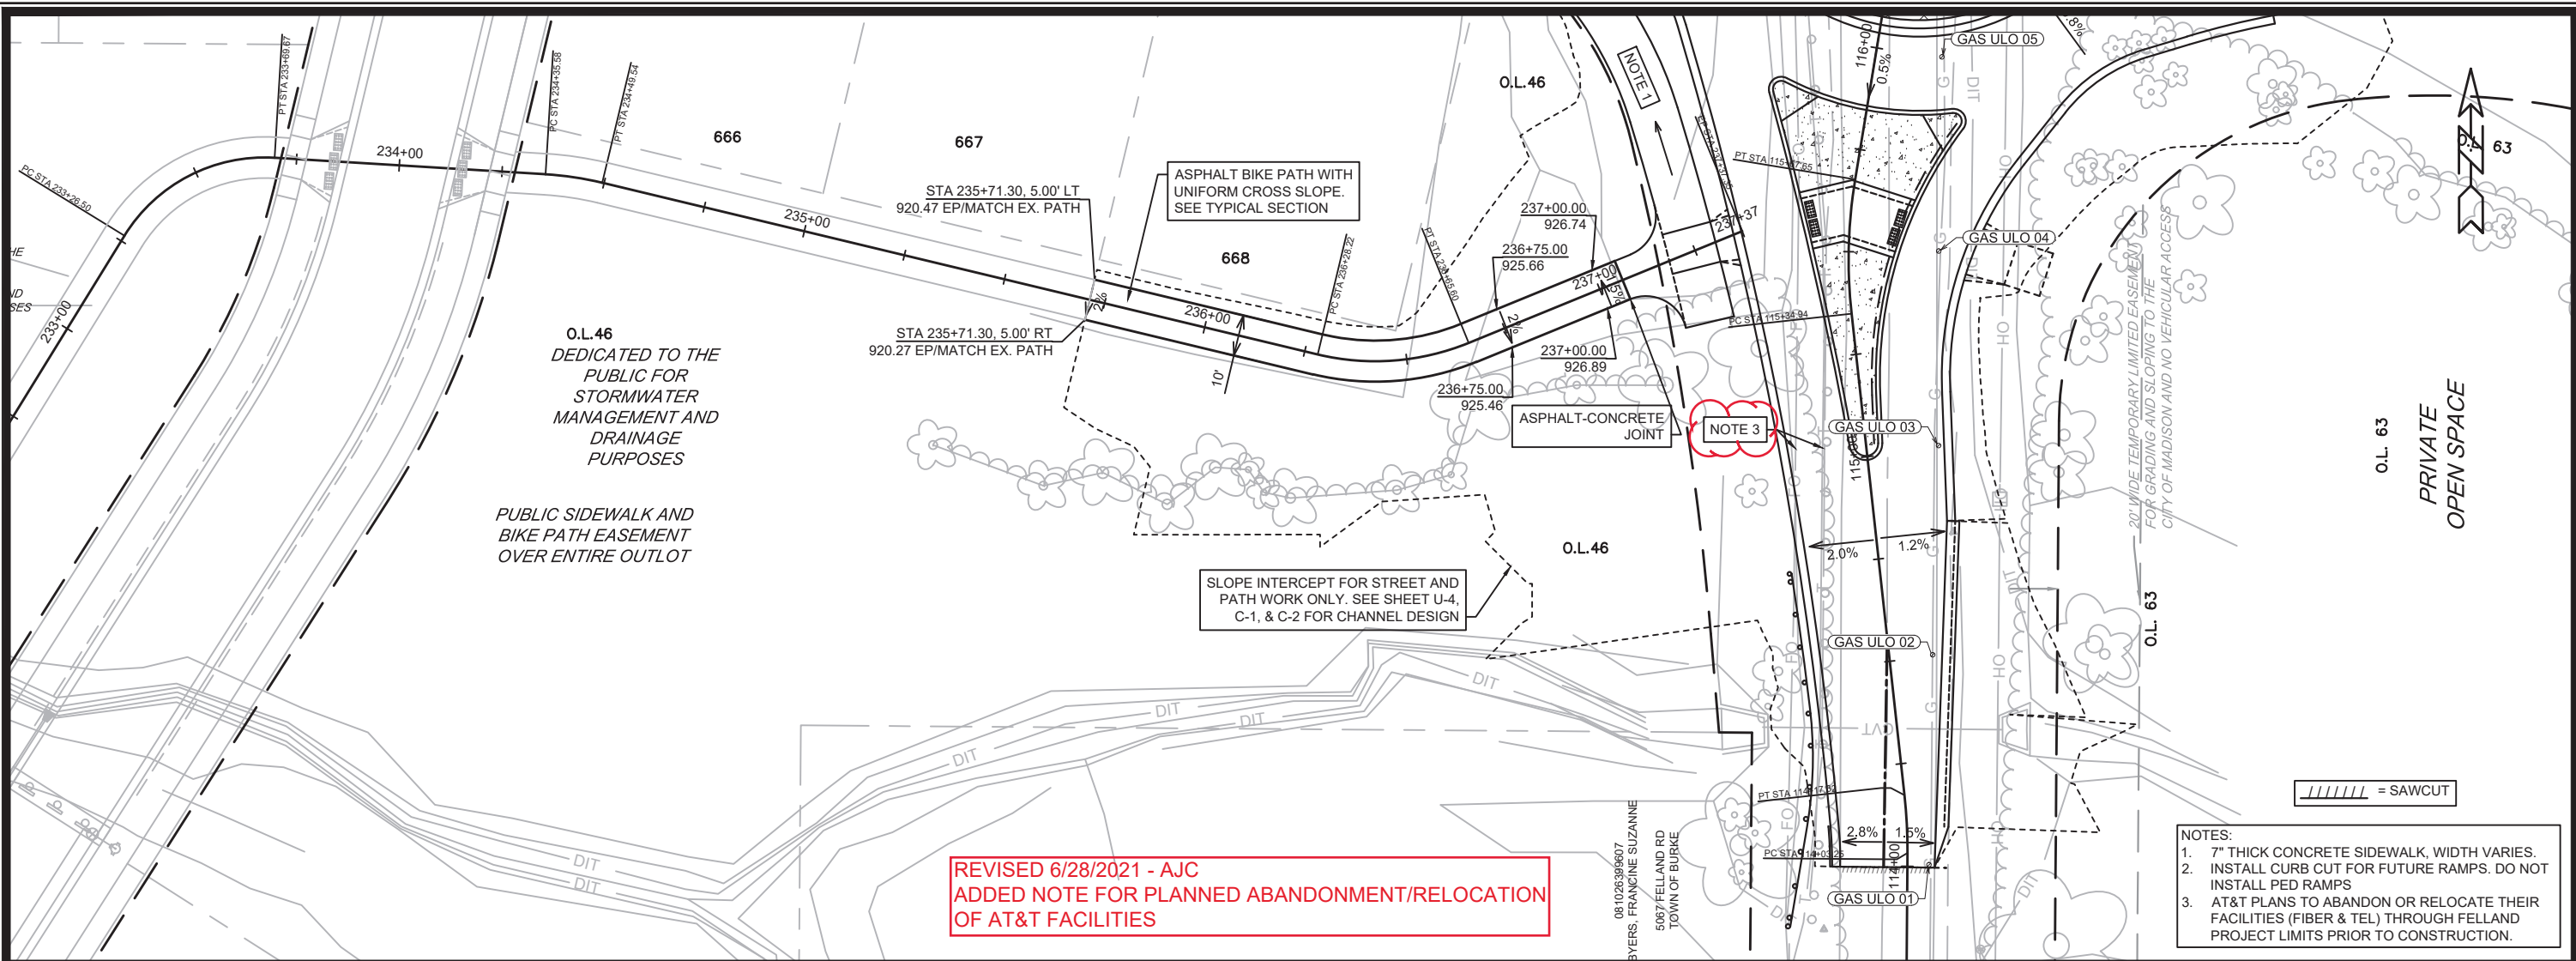 PT STA 233+69.67
PC STA 234+35.58
PT STA 234+49.54
PC STA 233+26.50
234+00
666
667
O.L.46
NOTE 1
116+00
0.5%
GAS ULO 05
DIT
63
HE
ND
SES
233+00
235+00
STA 235+71.30, 5.00' LT
920.47 EP/MATCH EX. PATH
ASPHALT BIKE PATH WITH
UNIFORM CROSS SLOPE.
SEE TYPICAL SECTION
668
237+00.00
926.74
236+75.00
925.66
237+37
PT STA 115+87.65
GAS ULO 04
PC STA 236+28.22
2%
236+00
10'
STA 235+71.30, 5.00' RT
920.27 EP/MATCH EX. PATH
2%
237+00
1.5%
237+00.00
926.89
236+75.00
925.46
PC STA 115+34.94
ASPHALT-CONCRETE
JOINT
NOTE 3
GAS ULO 03
O.L.46
DEDICATED TO THE
PUBLIC FOR
STORMWATER
MANAGEMENT AND
DRAINAGE
PURPOSES
PUBLIC SIDEWALK AND
BIKE PATH EASEMENT
OVER ENTIRE OUTLOT
O.L.46
SLOPE INTERCEPT FOR STREET AND
PATH WORK ONLY. SEE SHEET U-4,
C-1, & C-2 FOR CHANNEL DESIGN
2.0%
1.2%
GAS ULO 02
20' WIDE TEMPORARY LIMITED EASEMENT
FOR GRADING AND SLOPING TO THE
CITY OF MADISON AND NO VEHICULAR ACCESS
O.L. 63
O.L. 63
PRIVATE
OPEN SPACE
DIT
DIT
DIT
DIT
DIT
DIT
CVT
G
G
OH
OH
FO
2.8%
1.5%
114+00
GAS ULO 01
081026399607
BYERS, FRANCINE SUZANNE
5067 FELLAND RD
TOWN OF BURKE
REVISED 6/28/2021 - AJC
ADDED NOTE FOR PLANNED ABANDONMENT/RELOCATION
OF AT&T FACILITIES
= SAWCUT
NOTES:
1. 7" THICK CONCRETE SIDEWALK, WIDTH VARIES.
2. INSTALL CURB CUT FOR FUTURE RAMPS. DO NOT
INSTALL PED RAMPS
3. AT&T PLANS TO ABANDON OR RELOCATE THEIR
FACILITIES (FIBER & TEL) THROUGH FELLAND
PROJECT LIMITS PRIOR TO CONSTRUCTION.